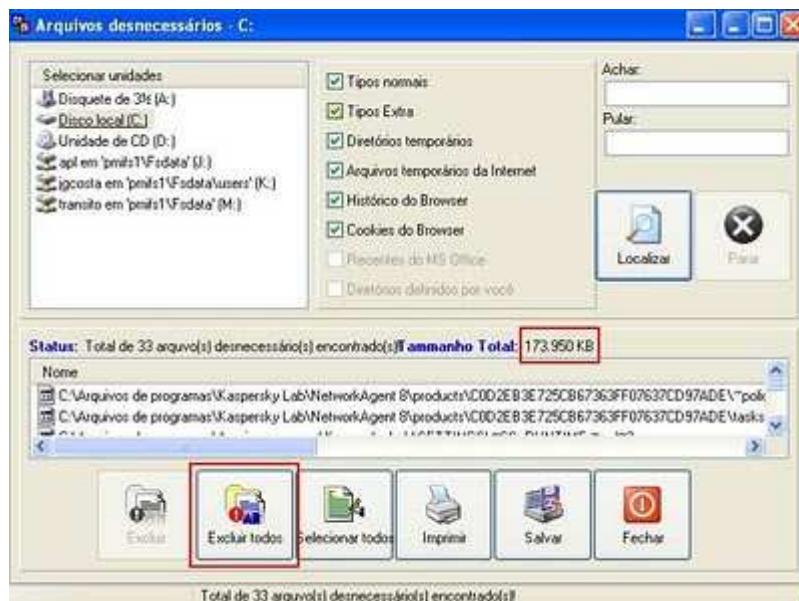 Arquivos desnecessários - C:
Selecionar unidades
Disquete de 3½ (A:)
Disco local (C:)
Unidade de CD (D:)
apl em 'pmifs1\Fsdata' (J:)
jgcosta em 'pmifs1\Fsdata\users' (K:)
transito em 'pmifs1\Fsdata' (M:)
Tipos normais
Tipos Extra
Diretórios temporários
Arquivos temporários da Internet
Histórico do Browser
Cookies do Browser
Recentes do MS Office
Diretórios definidos por você
Achar:
Pular:
Localizar
Parar
Status: Total de 33 arquivo(s) desnecessário(s) encontrado(s)! Tammanho Total: 173.950 KB
Nome
C:\Arquivos de programas\Kaspersky Lab\NetworkAgent 8\products\C0D2EB3E725CB67363FF07637CD97ADE\~polic
C:\Arquivos de programas\Kaspersky Lab\NetworkAgent 8\products\C0D2EB3E725CB67363FF07637CD97ADE\tasks
Excluir
Excluir todos
Selecionar todos
Imprimir
Salvar
Fechar
Total de 33 arquivo(s) desnecessário(s) encontrado(s)!